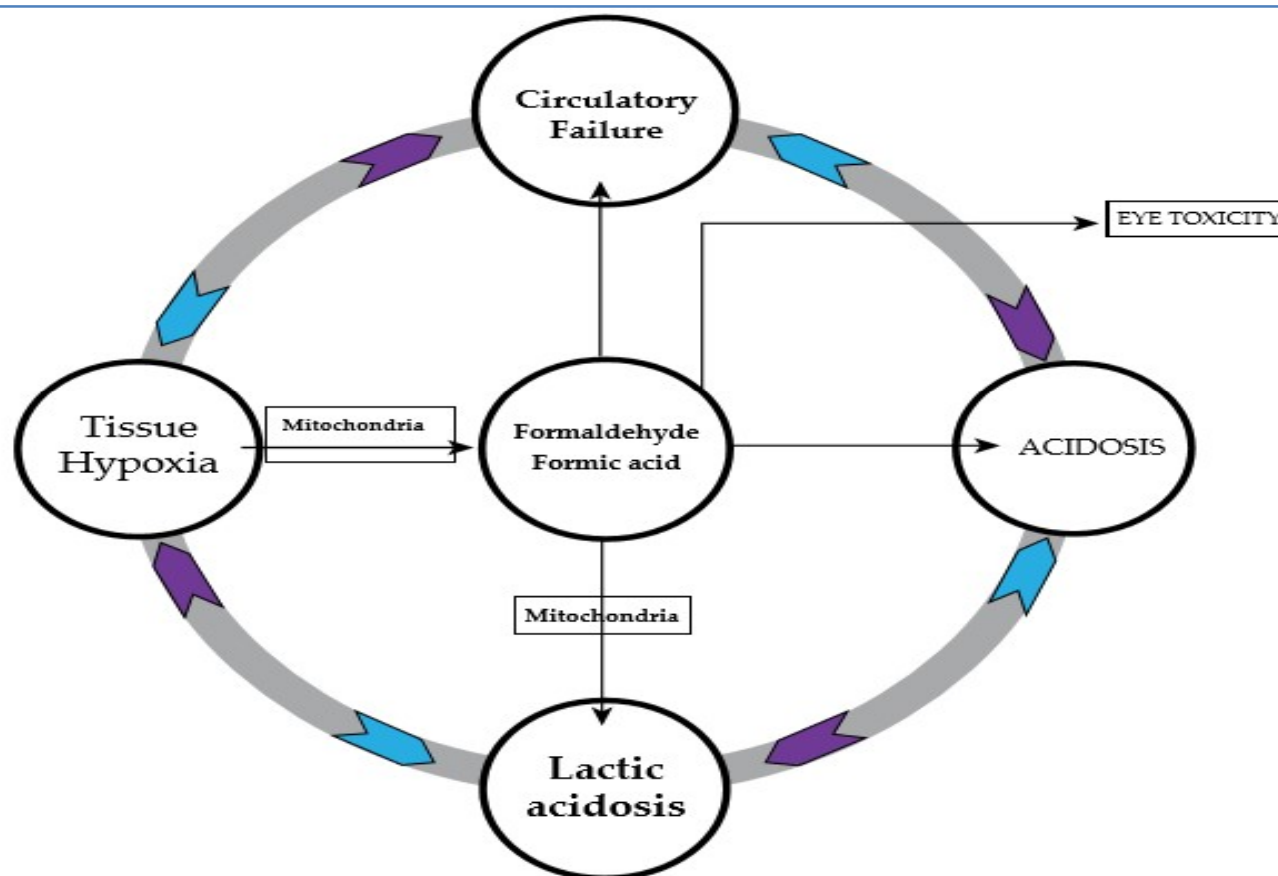 Circulatory
Failure
EYE TOXICITY
Tissue
Hypoxia
Mitochondria
Formaldehyde
Formic acid
ACIDOSIS
Mitochondria
Lactic
acidosis